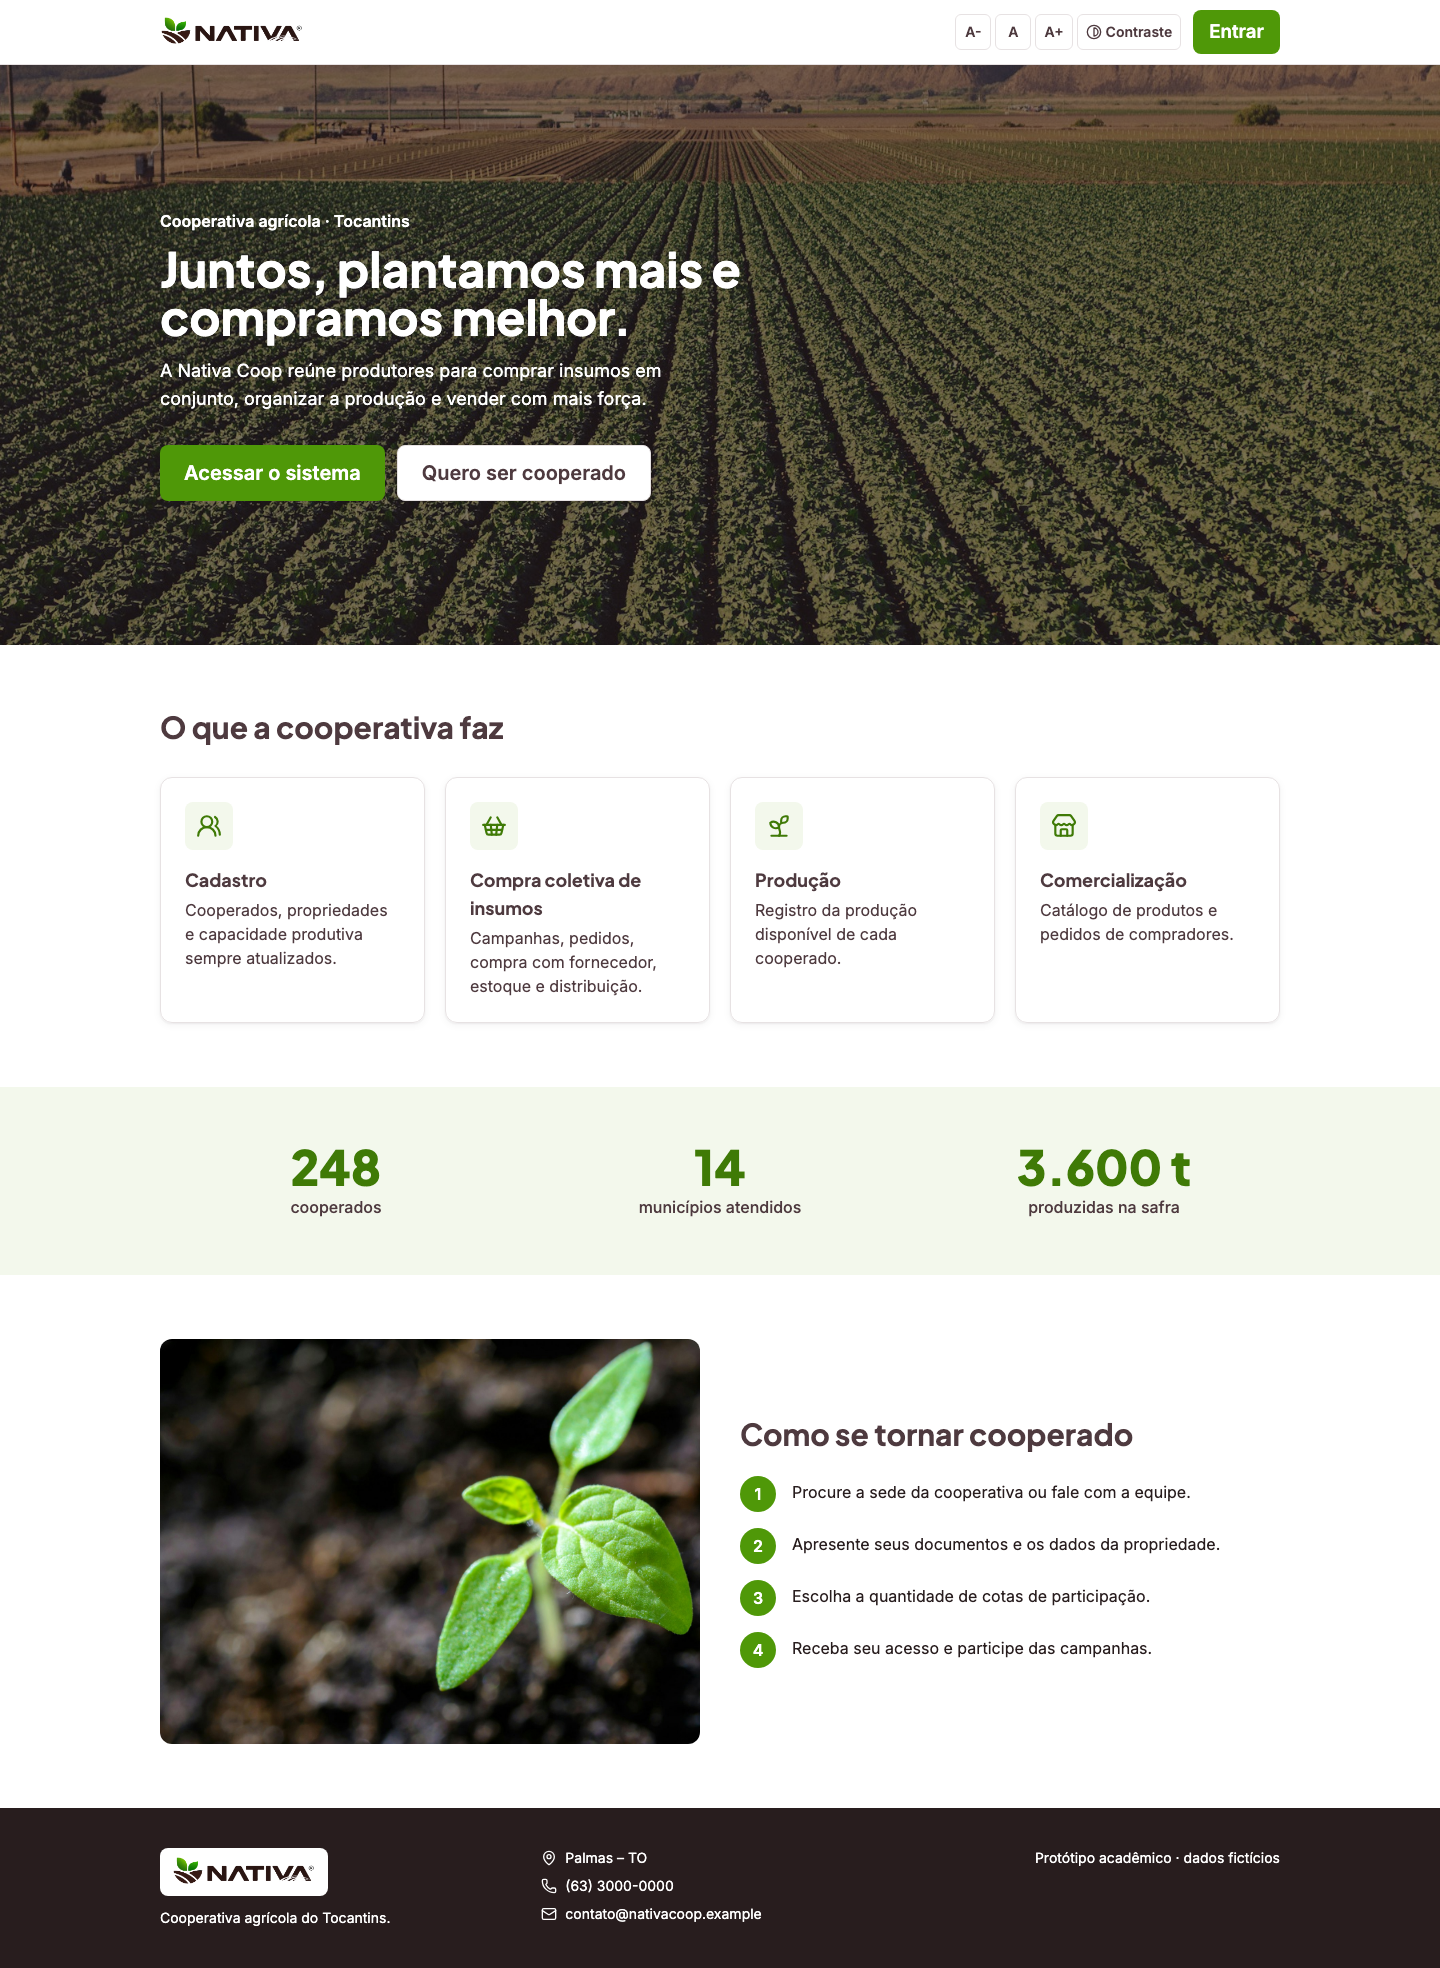 NATIVA®
A-
A
A+
Contraste
Entrar
Cooperativa agrícola · Tocantins
Juntos, plantamos mais e
compramos melhor.
A Nativa Coop reúne produtores para comprar insumos em
conjunto, organizar a produção e vender com mais força.
Acessar o sistema
Quero ser cooperado
O que a cooperativa faz
Cadastro
Cooperados, propriedades
e capacidade produtiva
sempre atualizados.
Compra coletiva de
insumos
Campanhas, pedidos,
compra com fornecedor,
estoque e distribuição.
Produção
Registro da produção
disponível de cada
cooperado.
Comercialização
Catálogo de produtos e
pedidos de compradores.
248
cooperados
14
municípios atendidos
3.600 t
produzidas na safra
Como se tornar cooperado
1 Procure a sede da cooperativa ou fale com a equipe.
2 Apresente seus documentos e os dados da propriedade.
3 Escolha a quantidade de cotas de participação.
4 Receba seu acesso e participe das campanhas.
NATIVA®
Cooperativa agrícola do Tocantins.
Palmas – TO
(63) 3000-0000
contato@nativacoop.example
Protótipo acadêmico · dados fictícios